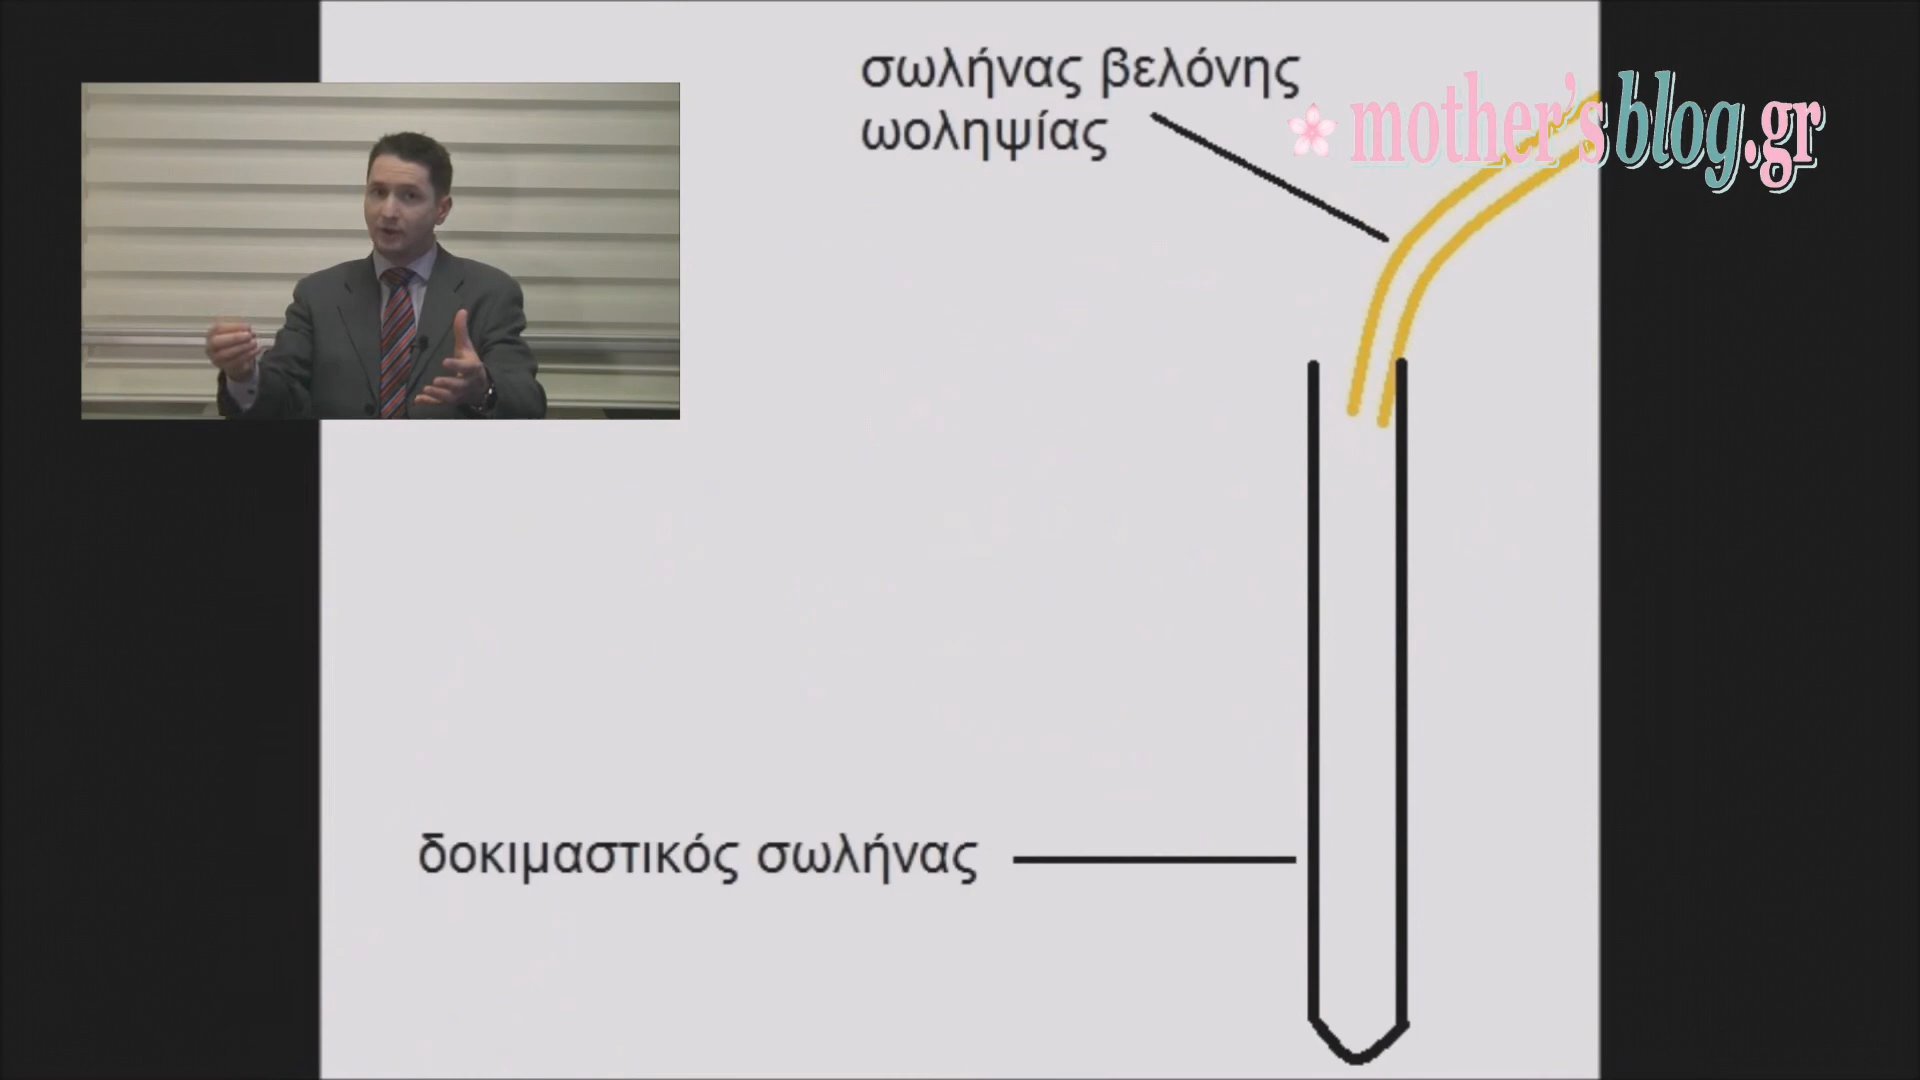 σωλήνας βελόνης
ωοληψίας
mother's blog.gr
δοκιμαστικός σωλήνας